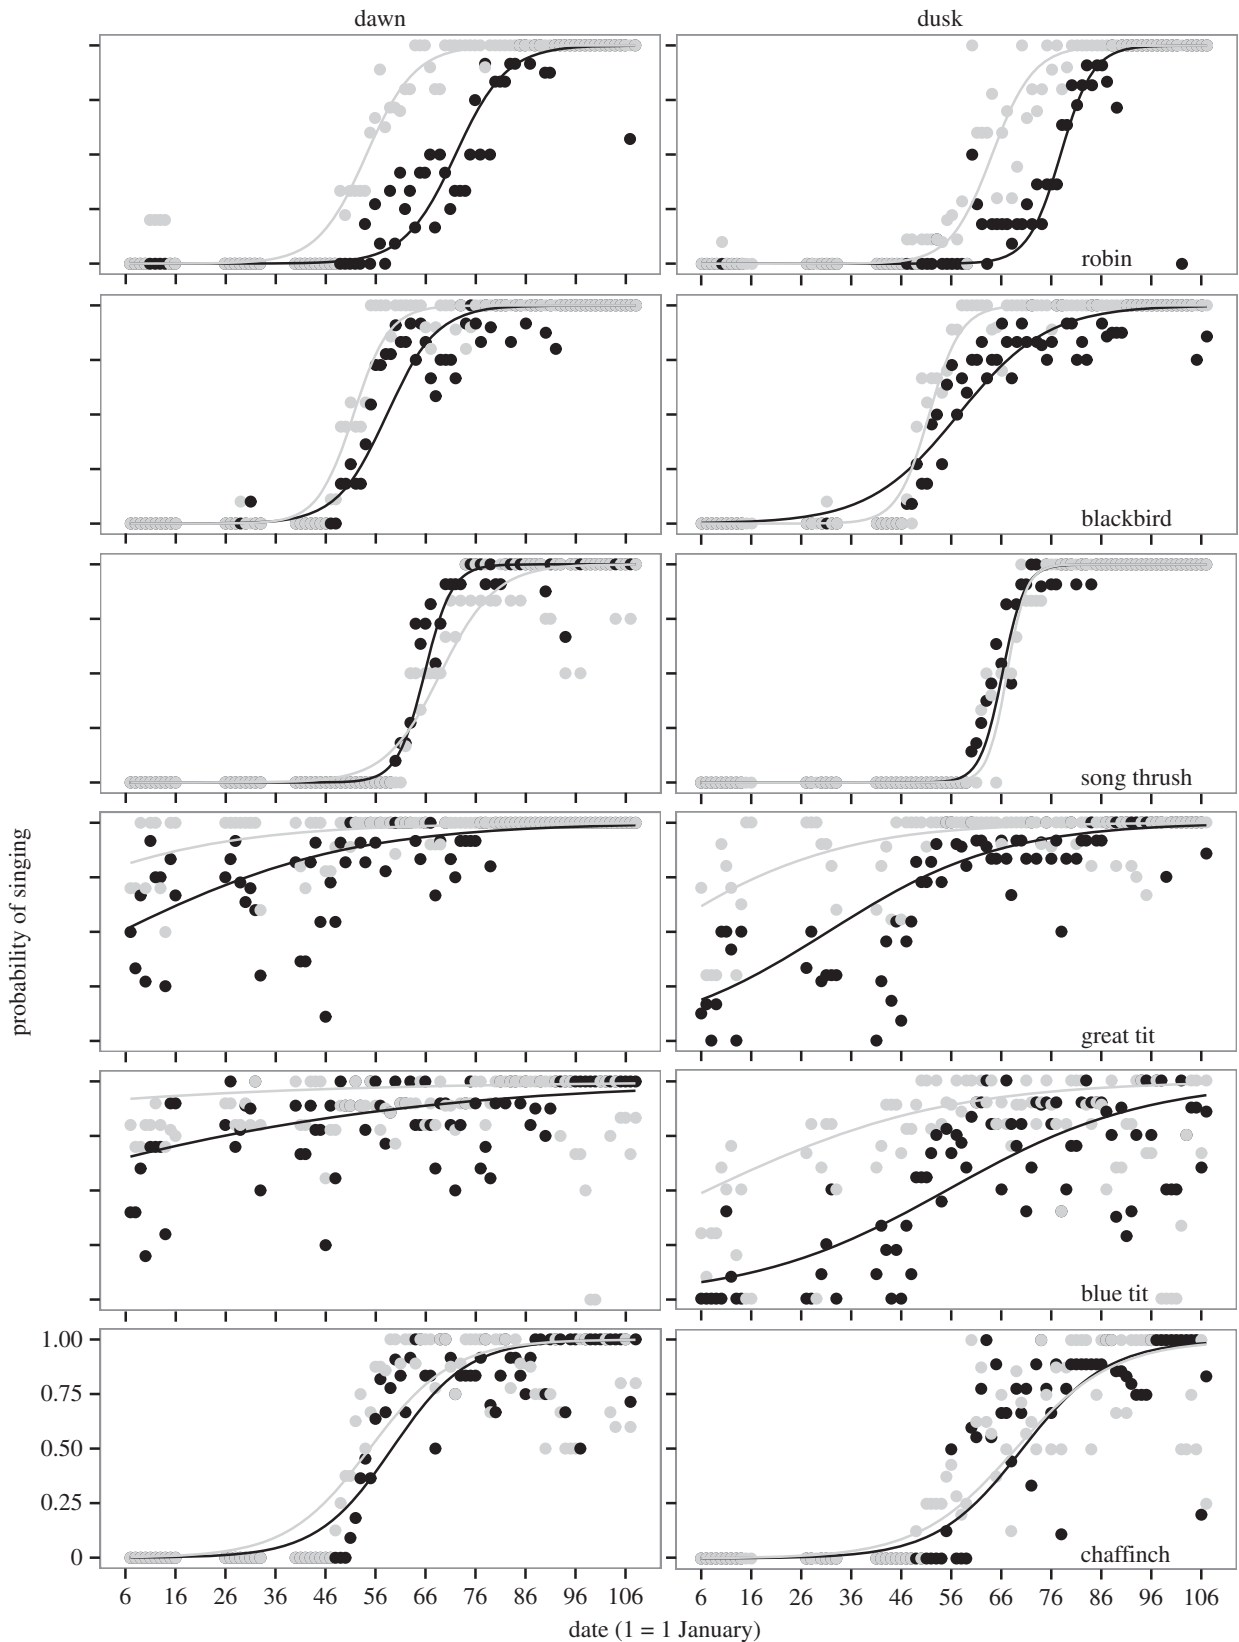 dawn
dusk
robin
blackbird
song thrush
great tit
blue tit
chaffinch
probability of singing
1.00
0.75
0.50
0.25
0
6 16 26 36 46 56 66 76 86 96 106
6 16 26 36 46 56 66 76 86 96 106
date (1 = 1 January)